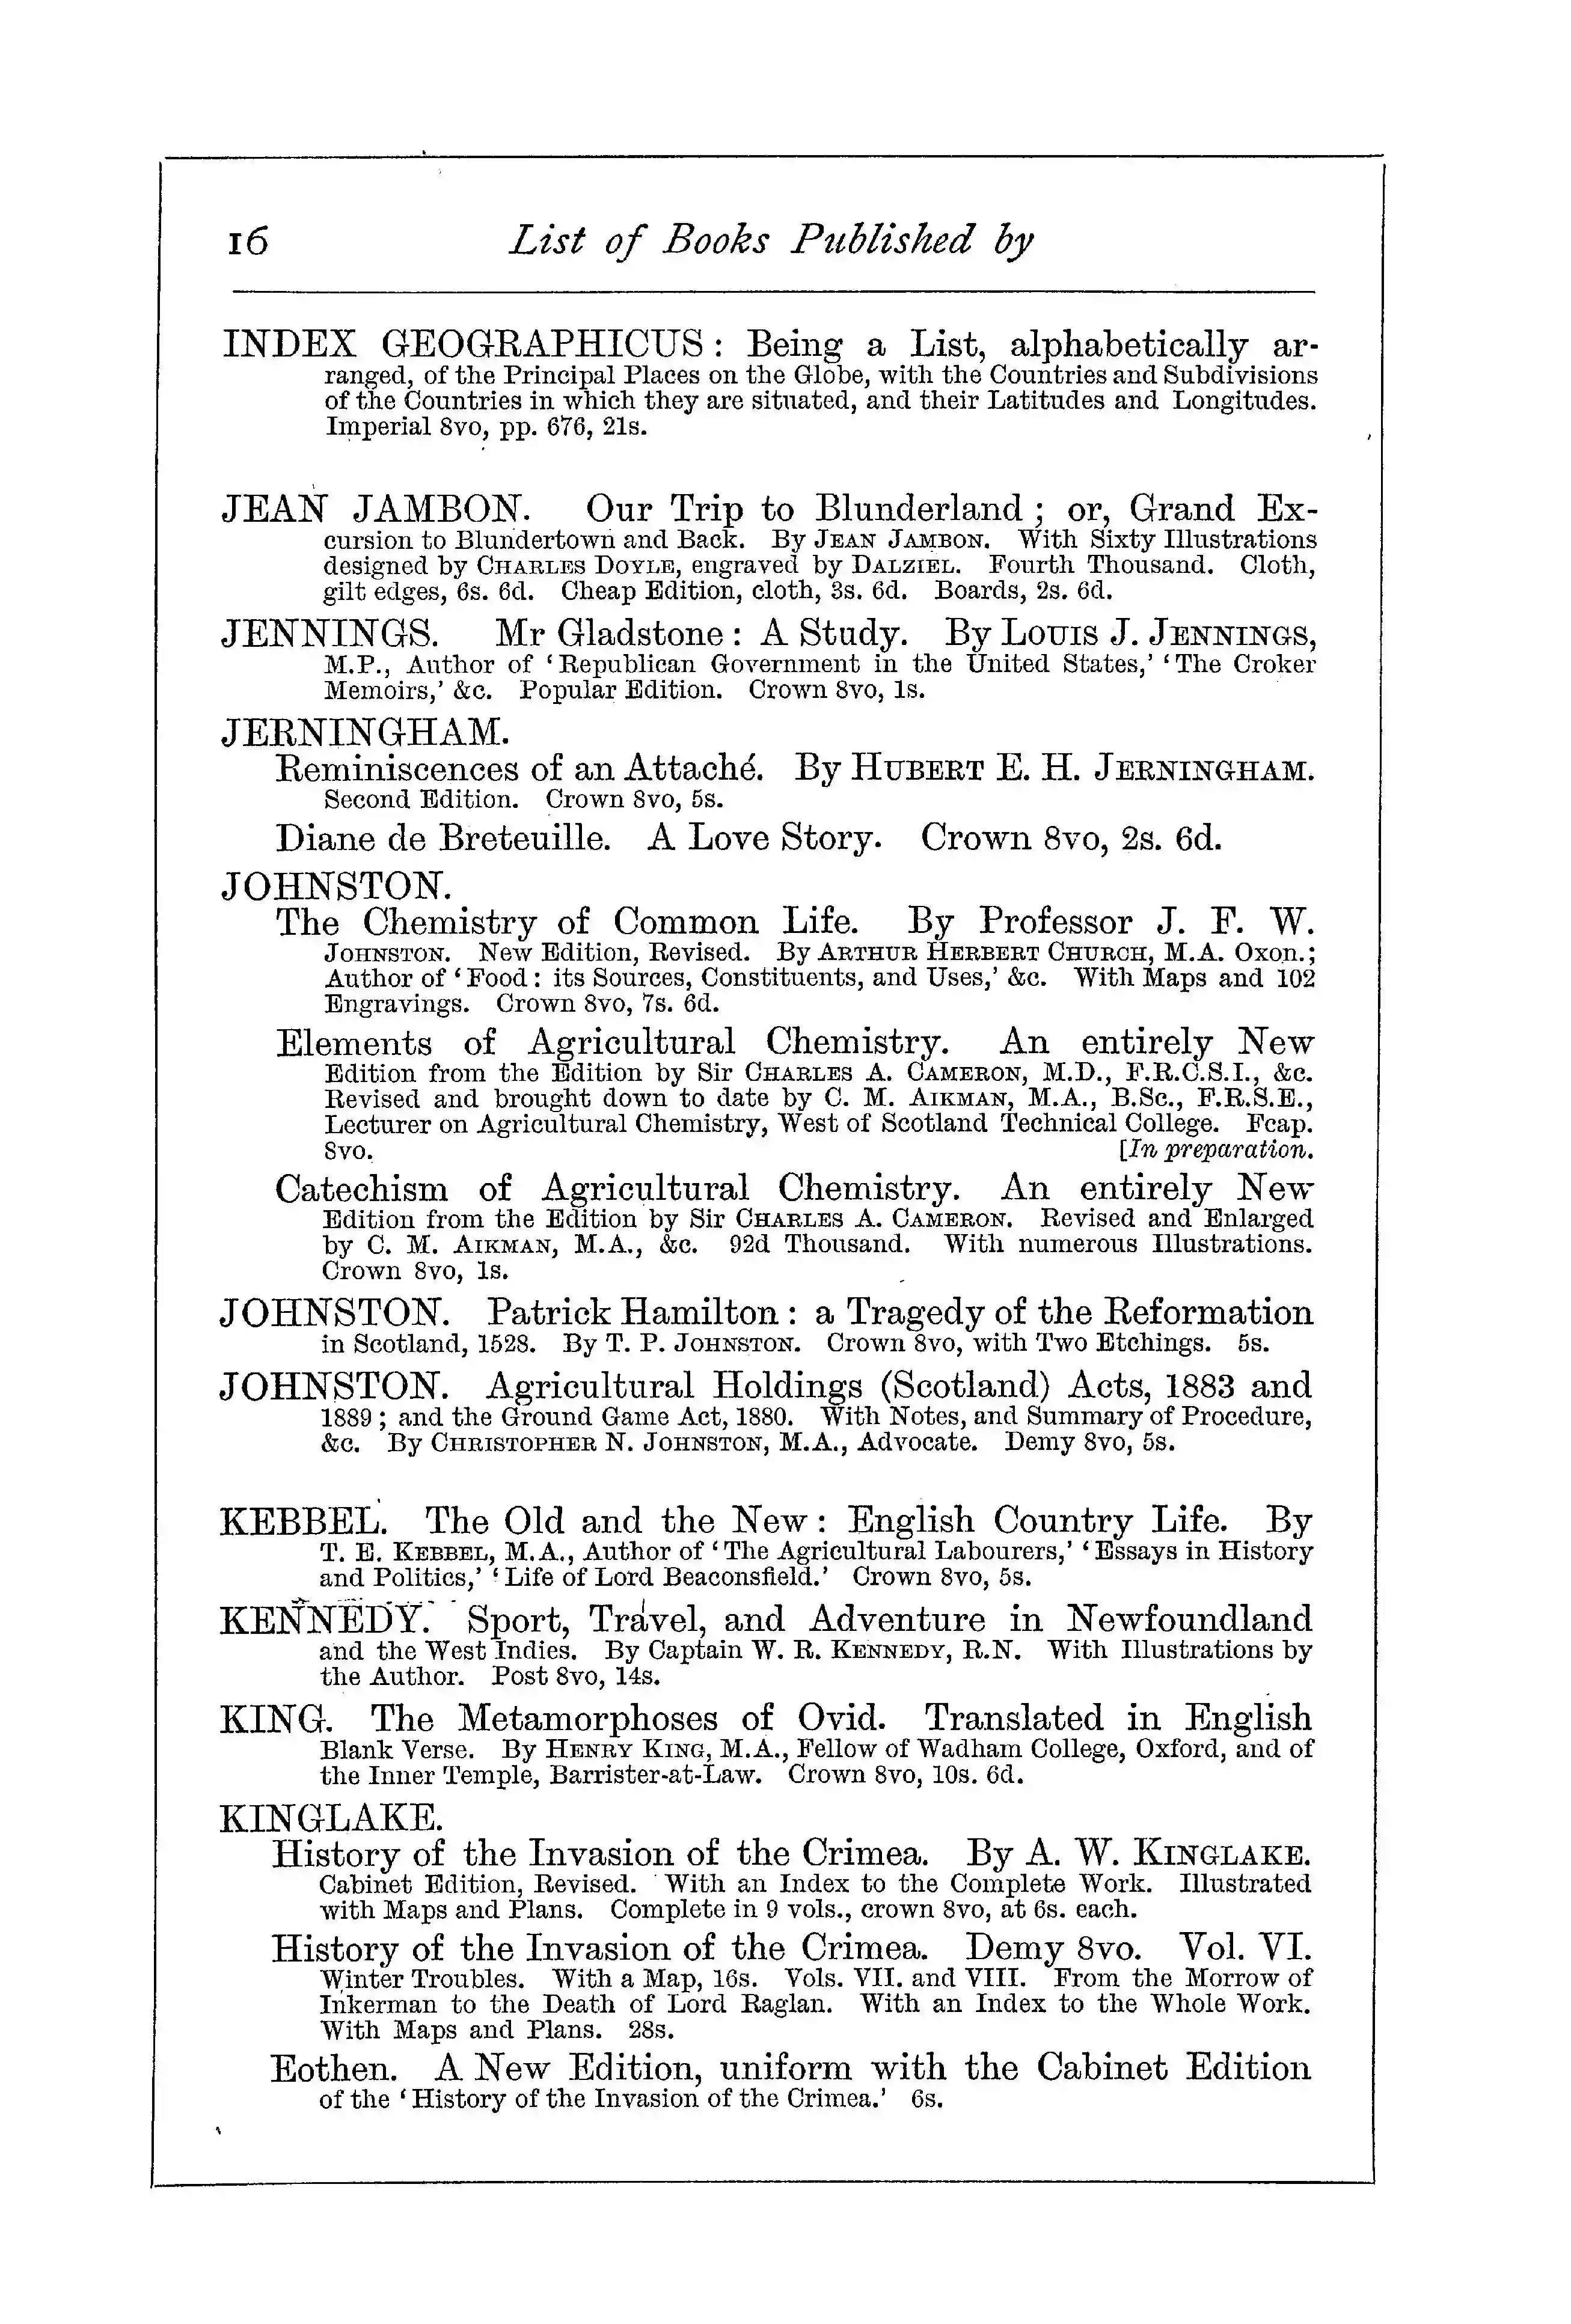 16 List of Books Published by
INDEX GEOGRAPHICUS: Being a List, alphabetically ar-
ranged, of the Principal Places on the Globe, with the Countries and Subdivisions
of the Countries in which they are situated, and their Latitudes and Longitudes.
Imperial 8vo, pp. 676, 21s.
JEAN JAMBON. Our Trip to Blunderland; or, Grand Ex-
cursion to Blundertown and Back. By JEAN JAMBON. With Sixty Illustrations
designed by CHARLES DOYLE, engraved by DALZIEL. Fourth Thousand. Cloth,
gilt edges, 6s. 6d. Cheap Edition, cloth, 3s. 6d. Boards, 2s. 6d.
JENNINGS. Mr Gladstone: A Study. By LOUIS J. JENNINGS,
M.P., Author of ‘Republican Government in the United States,’ ‘The Croker
Memoirs,’ &c. Popular Edition. Crown 8vo, 1s.
JERNINGHAM.
Reminiscences of an Attaché. By HUBERT E. H. JERNINGHAM.
Second Edition. Crown 8vo, 5s.
Diane de Breteuille. A Love Story. Crown 8vo, 2s. 6d.
JOHNSTON.
The Chemistry of Common Life. By Professor J. F. W.
JOHNSTON. New Edition, Revised. By ARTHUR HERBERT CHURCH, M.A. Oxon.;
Author of ‘Food: its Sources, Constituents, and Uses,’ &c. With Maps and 102
Engravings. Crown 8vo, 7s. 6d.
Elements of Agricultural Chemistry. An entirely New
Edition from the Edition by Sir CHARLES A. CAMERON, M.D., F.R.C.S.I., &c.
Revised and brought down to date by C. M. AIKMAN, M.A., B.Sc., F.R.S.E.,
Lecturer on Agricultural Chemistry, West of Scotland Technical College. Fcap.
8vo. [In preparation.
Catechism of Agricultural Chemistry. An entirely New
Edition from the Edition by Sir CHARLES A. CAMERON. Revised and Enlarged
by C. M. AIKMAN, M.A., &c. 92d Thousand. With numerous Illustrations.
Crown 8vo, 1s.
JOHNSTON. Patrick Hamilton: a Tragedy of the Reformation
in Scotland, 1528. By T. P. JOHNSTON. Crown 8vo, with Two Etchings. 5s.
JOHNSTON. Agricultural Holdings (Scotland) Acts, 1883 and
1889; and the Ground Game Act, 1880. With Notes, and Summary of Procedure,
&c. By CHRISTOPHER N. JOHNSTON, M.A., Advocate. Demy 8vo, 5s.
KEBBEL. The Old and the New: English Country Life. By
T. E. KEBBEL, M.A., Author of ‘The Agricultural Labourers,’ ‘Essays in History
and Politics,’ ‘Life of Lord Beaconsfield.’ Crown 8vo, 5s.
KENNEDY. Sport, Travel, and Adventure in Newfoundland
and the West Indies. By Captain W. R. KENNEDY, R.N. With Illustrations by
the Author. Post 8vo, 14s.
KING. The Metamorphoses of Ovid. Translated in English
Blank Verse. By HENRY KING, M.A., Fellow of Wadham College, Oxford, and of
the Inner Temple, Barrister-at-Law. Crown 8vo, 10s. 6d.
KINGLAKE.
History of the Invasion of the Crimea. By A. W. KINGLAKE.
Cabinet Edition, Revised. With an Index to the Complete Work. Illustrated
with Maps and Plans. Complete in 9 vols., crown 8vo, at 6s. each.
History of the Invasion of the Crimea. Demy 8vo. Vol. VI.
Winter Troubles. With a Map, 16s. Vols. VII. and VIII. From the Morrow of
Inkerman to the Death of Lord Raglan. With an Index to the Whole Work.
With Maps and Plans. 28s.
Eothen. A New Edition, uniform with the Cabinet Edition
of the ‘History of the Invasion of the Crimea.’ 6s.